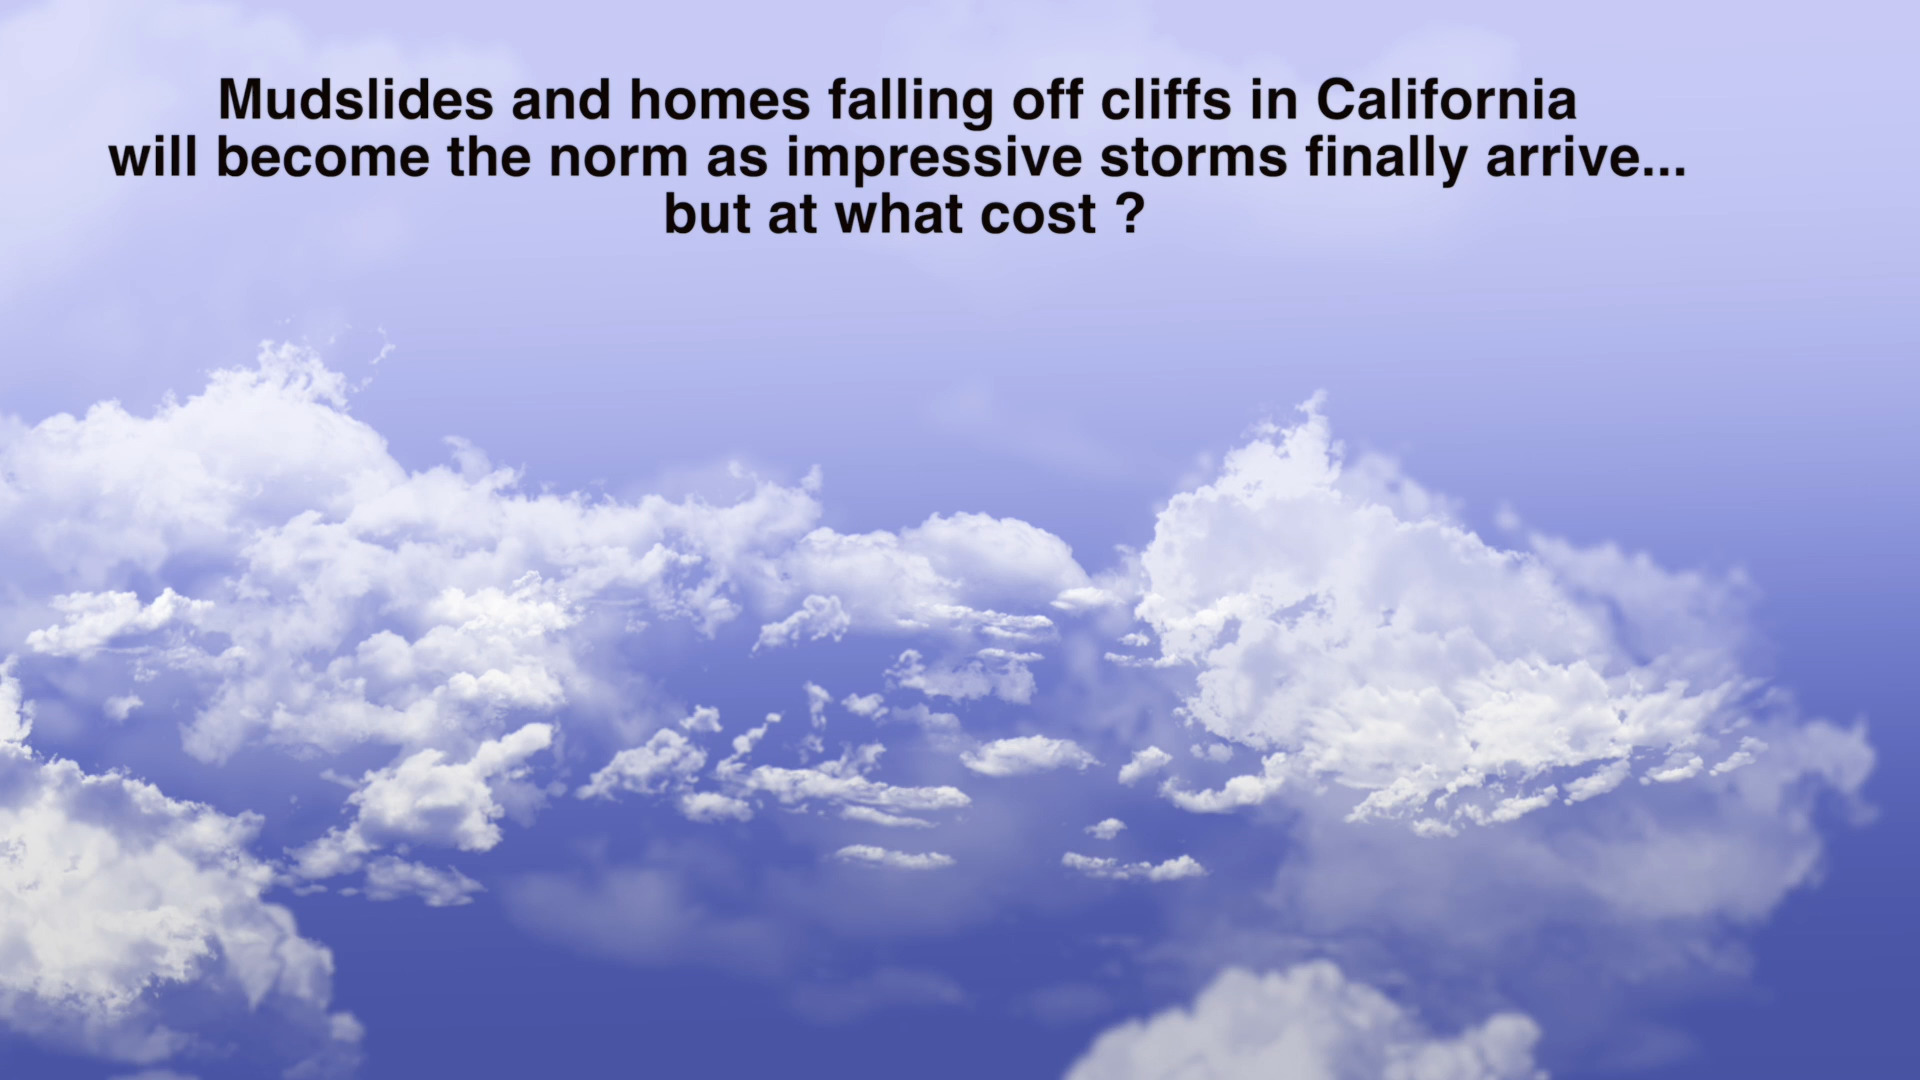 Mudslides and homes falling off cliffs in California
will become the norm as impressive storms finally arrive...
but at what cost ?